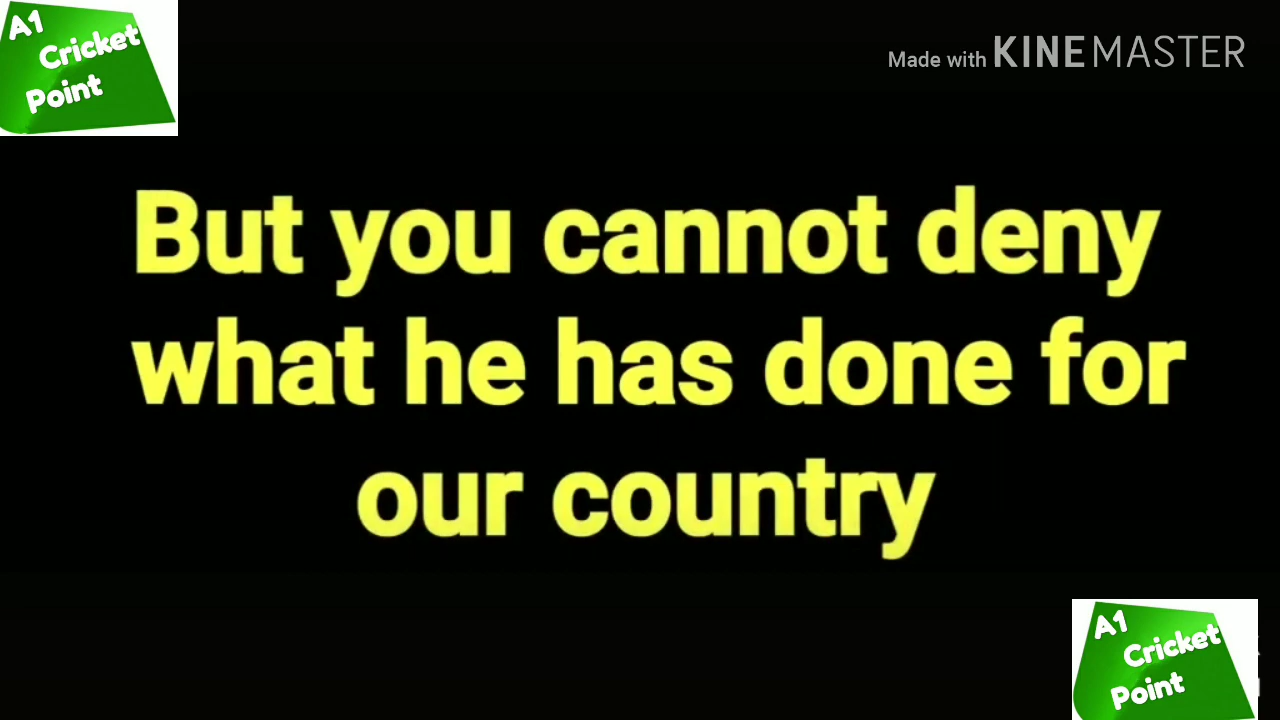 A1
Cricket
Point
Made with KINEMASTER
But you cannot deny
what he has done for
our country
A1
Cricket
Point